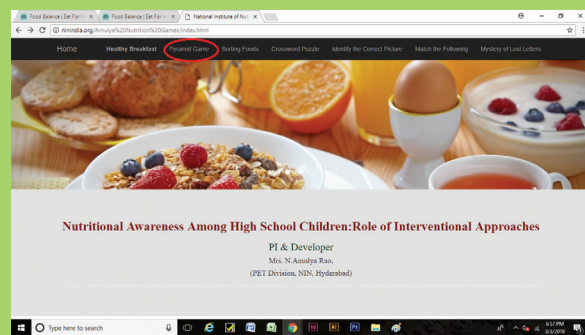 Food Balance | Eat For H
Food Balance | Eat For H
National Institute of Nut
ninindia.org/Amulya%20Nutrition%20Games/index.html
Home Healthy Breakfast Pyramid Game Sorting Foods Crossword Puzzle Identify the Correct Picture Match the Following Mystery of Lost Letters
Nutritional Awareness Among High School Children:Role of Interventional Approaches
PI & Developer
Mrs. N.Amulya Rao,
(PET Division, NIN, Hyderabad)
Type here to search
6:57 PM